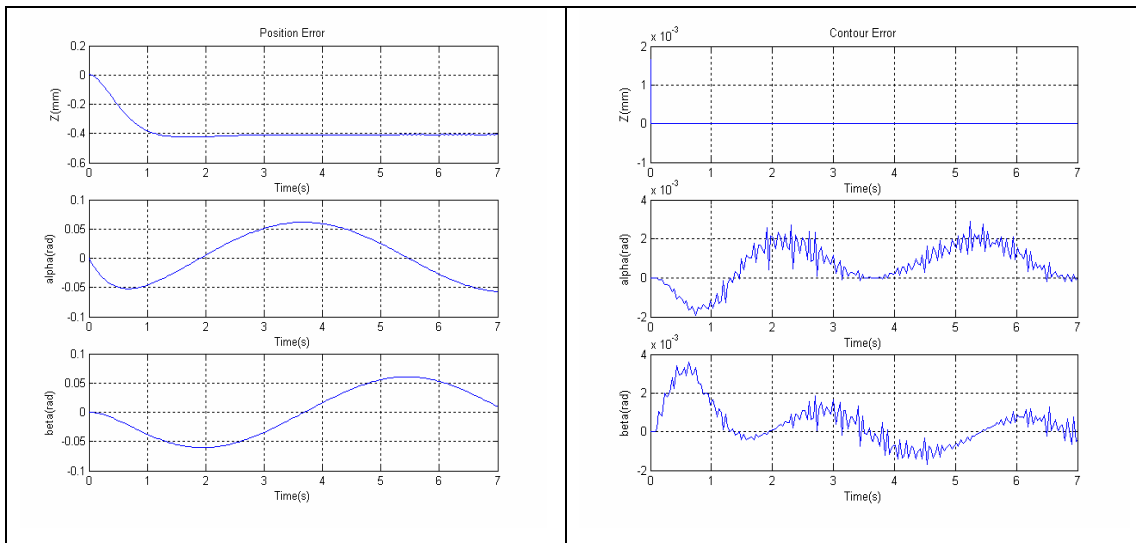 Position Error
0.2
0
-0.2
-0.4
-0.6
Z(mm)
0 1 2 3 4 5 6 7
Time(s)
0.1
0.05
0
-0.05
-0.1
alpha(rad)
0 1 2 3 4 5 6 7
Time(s)
0.1
0.05
0
-0.05
-0.1
beta(rad)
0 1 2 3 4 5 6 7
Time(s)
x 10⁻³
Contour Error
2
1
0
-1
Z(mm)
0 1 2 3 4 5 6 7
Time(s)
x 10⁻³
4
2
0
-2
alpha(rad)
0 1 2 3 4 5 6 7
Time(s)
x 10⁻³
4
2
0
-2
beta(rad)
0 1 2 3 4 5 6 7
Time(s)